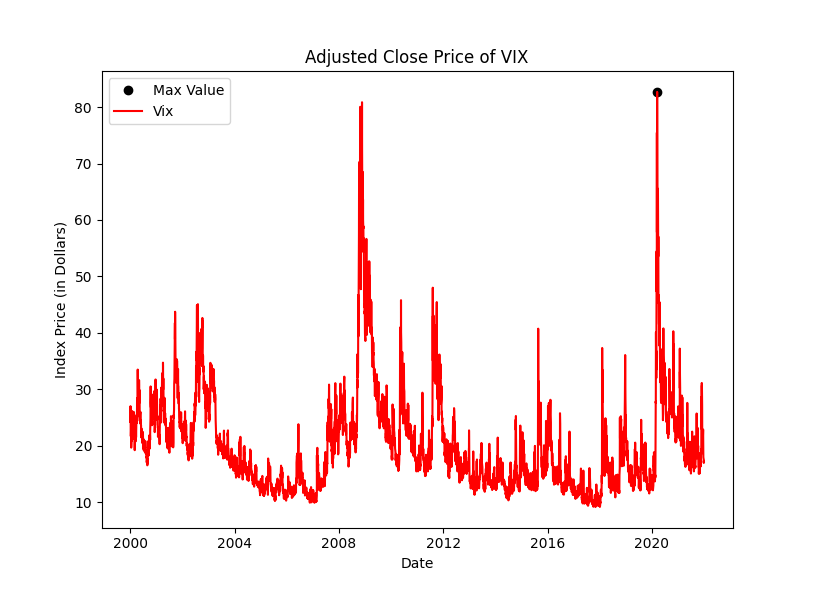 Adjusted Close Price of VIX
Max Value
Vix
80
70
60
50
40
30
20
10
Index Price (in Dollars)
2000 2004 2008 2012 2016 2020
Date